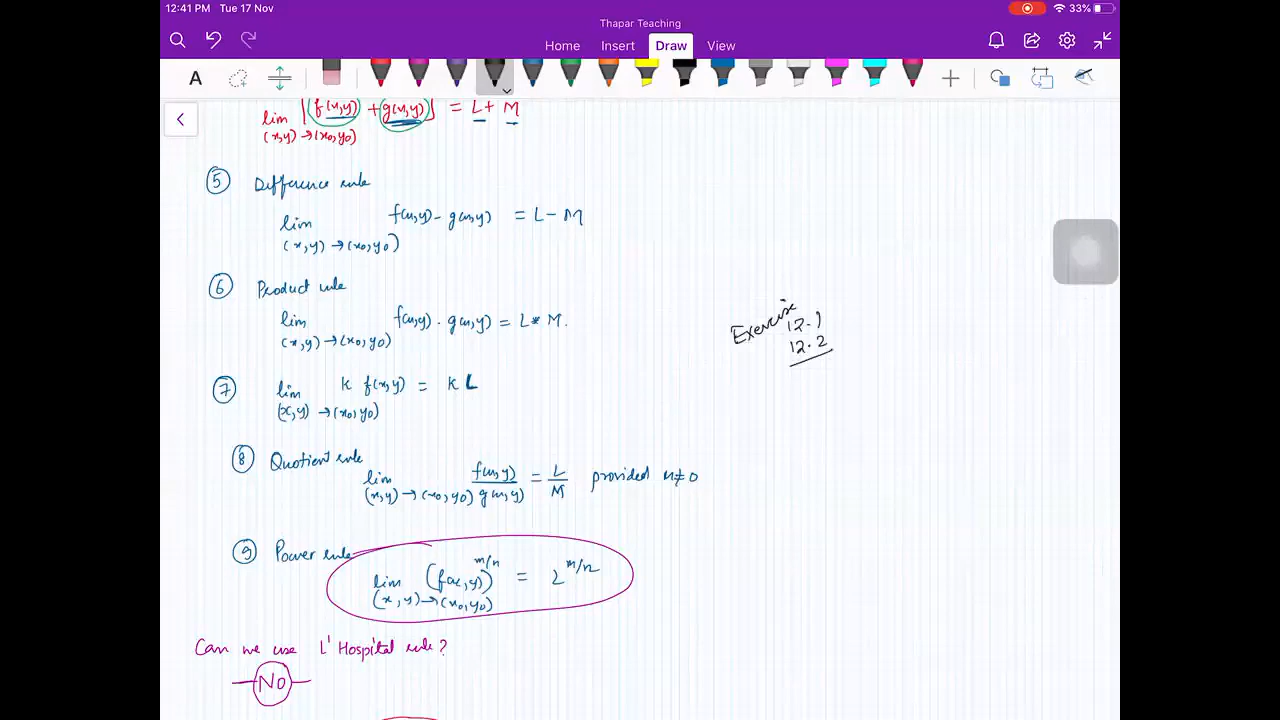 12:41 PM Tue 17 Nov
33%
Thapar Teaching
Home Insert Draw View
A
lim [f(x,y) + g(x,y)] = L + M
(x,y) → (x0,y0)
5 Difference rule
lim f(x,y) - g(x,y) = L - M
(x,y) → (x0,y0)
6 Product rule
lim f(x,y) . g(x,y) = L * M.
(x,y) → (x0,y0)
Exercise 12.1
12.2
7 lim K f(x,y) = K L
(x,y) → (x0,y0)
8 Quotient rule
lim f(x,y)/g(x,y) = L/M provided M≠0
(x,y) → (x0,y0)
9 Power rule
lim (f(x,y))^m/n = L^m/n
(x,y) → (x0,y0)
Can we use L' Hospital rule?
No